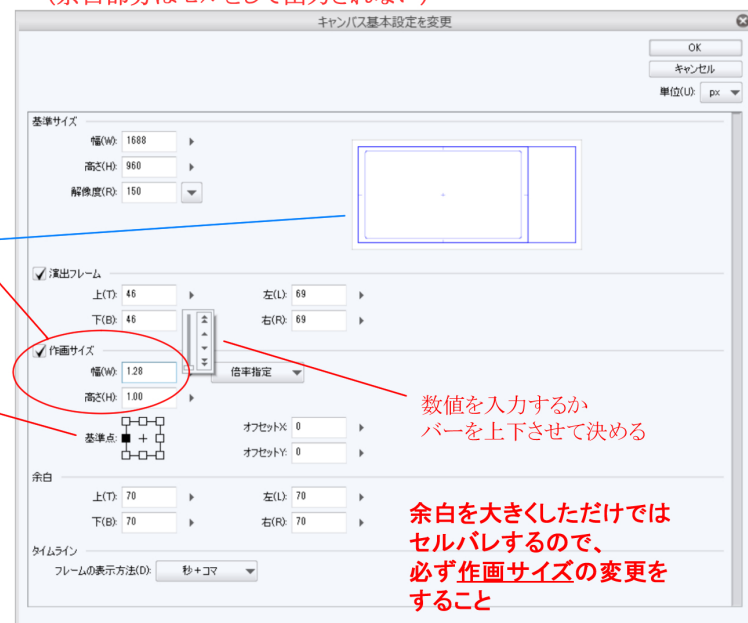 (余白部分はセルとして出力されない)
キャンバス基本設定を変更
OK
キャンセル
単位(U): px
基準サイズ
幅(W): 1688
高さ(H): 960
解像度(R): 150
演出フレーム
上(T): 46 左(L): 69
下(B): 46 右(R): 69
作画サイズ
幅(W): 1.28 倍率指定
高さ(H): 1.00
数値を入力するか
バーを上下させて決める
基準点: オフセットX: 0
オフセットY: 0
余白
上(T): 70 左(L): 70
下(B): 70 右(R): 70
余白を大きくしただけでは
セルバレするので、
必ず作画サイズの変更を
すること
タイムライン
フレームの表示方法(D): 秒+コマ